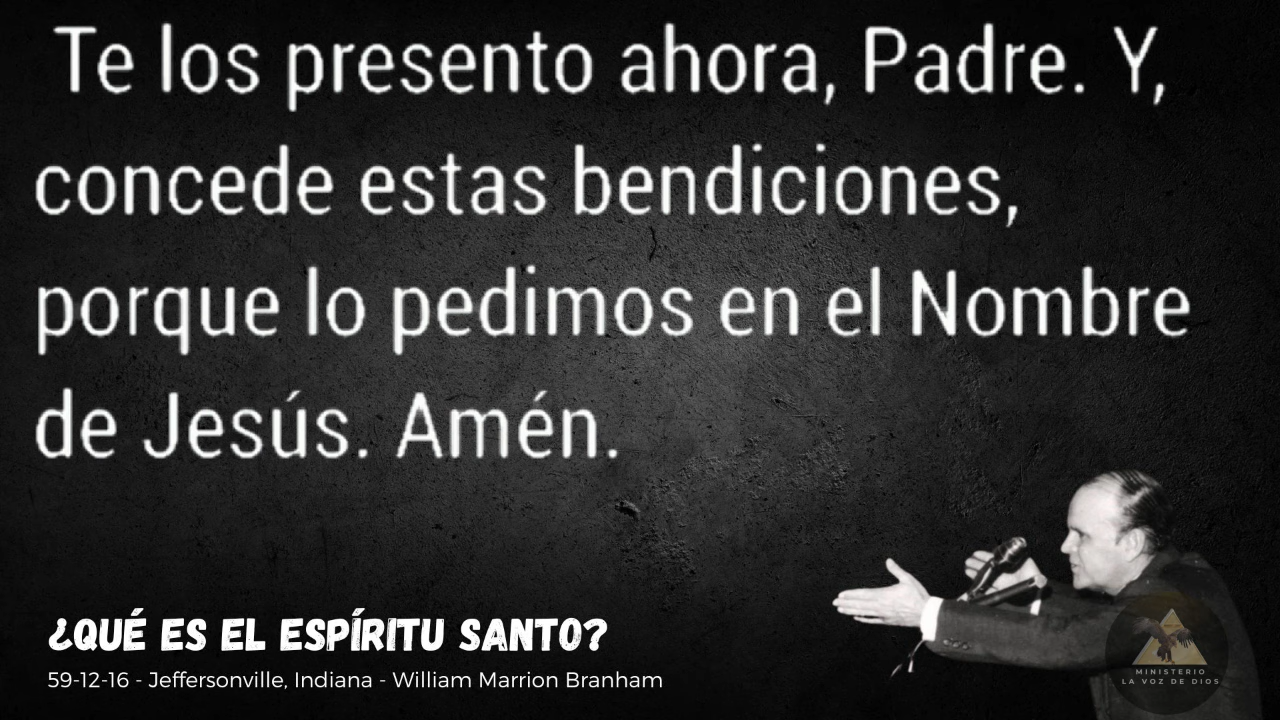 Te los presento ahora, Padre. Y,
concede estas bendiciones,
porque lo pedimos en el Nombre
de Jesús. Amén.
¿QUÉ ES EL ESPÍRITU SANTO?
59-12-16 - Jeffersonville, Indiana - William Marrion Branham
MINISTERIO
LA VOZ DE DIOS